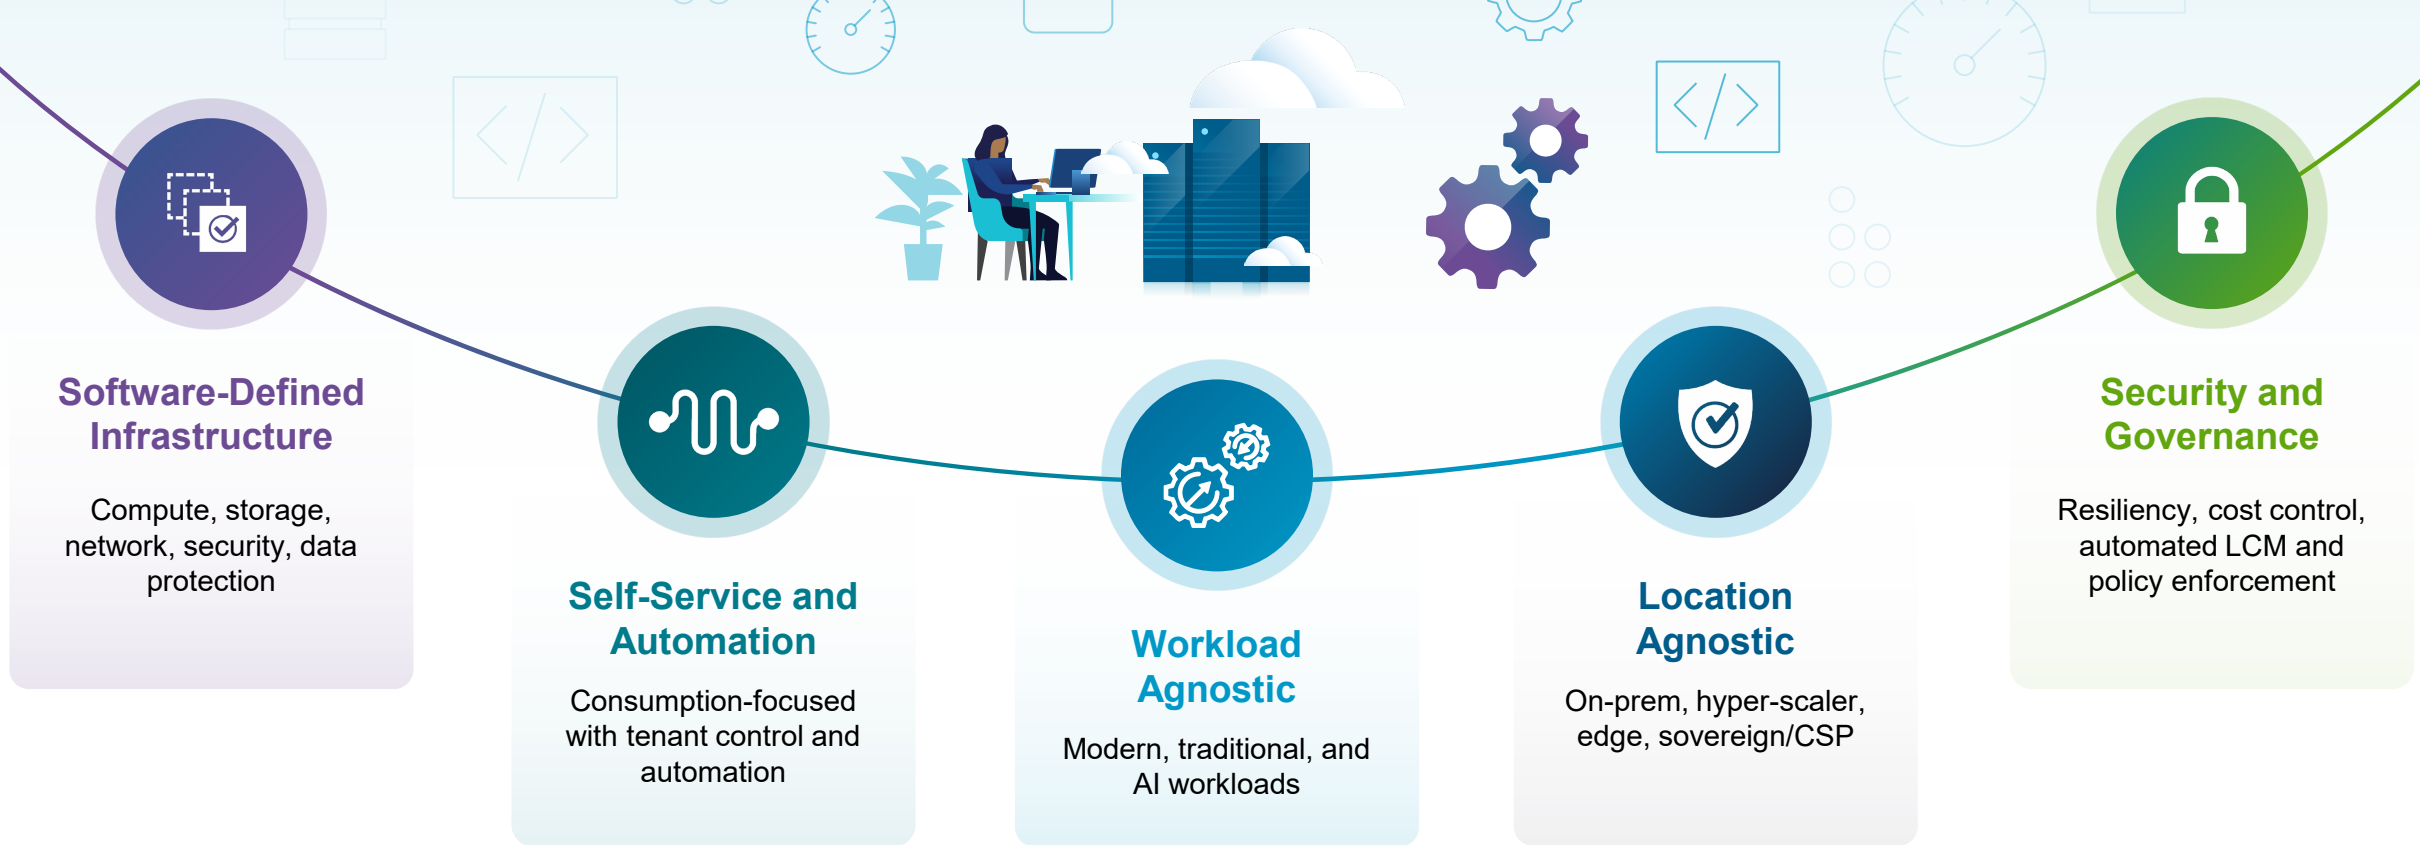 Software-Defined
Infrastructure
Compute, storage,
network, security, data
protection
Self-Service and
Automation
Consumption-focused
with tenant control and
automation
Workload
Agnostic
Modern, traditional, and
AI workloads
Location
Agnostic
On-prem, hyper-scaler,
edge, sovereign/CSP
Security and
Governance
Resiliency, cost control,
automated LCM and
policy enforcement